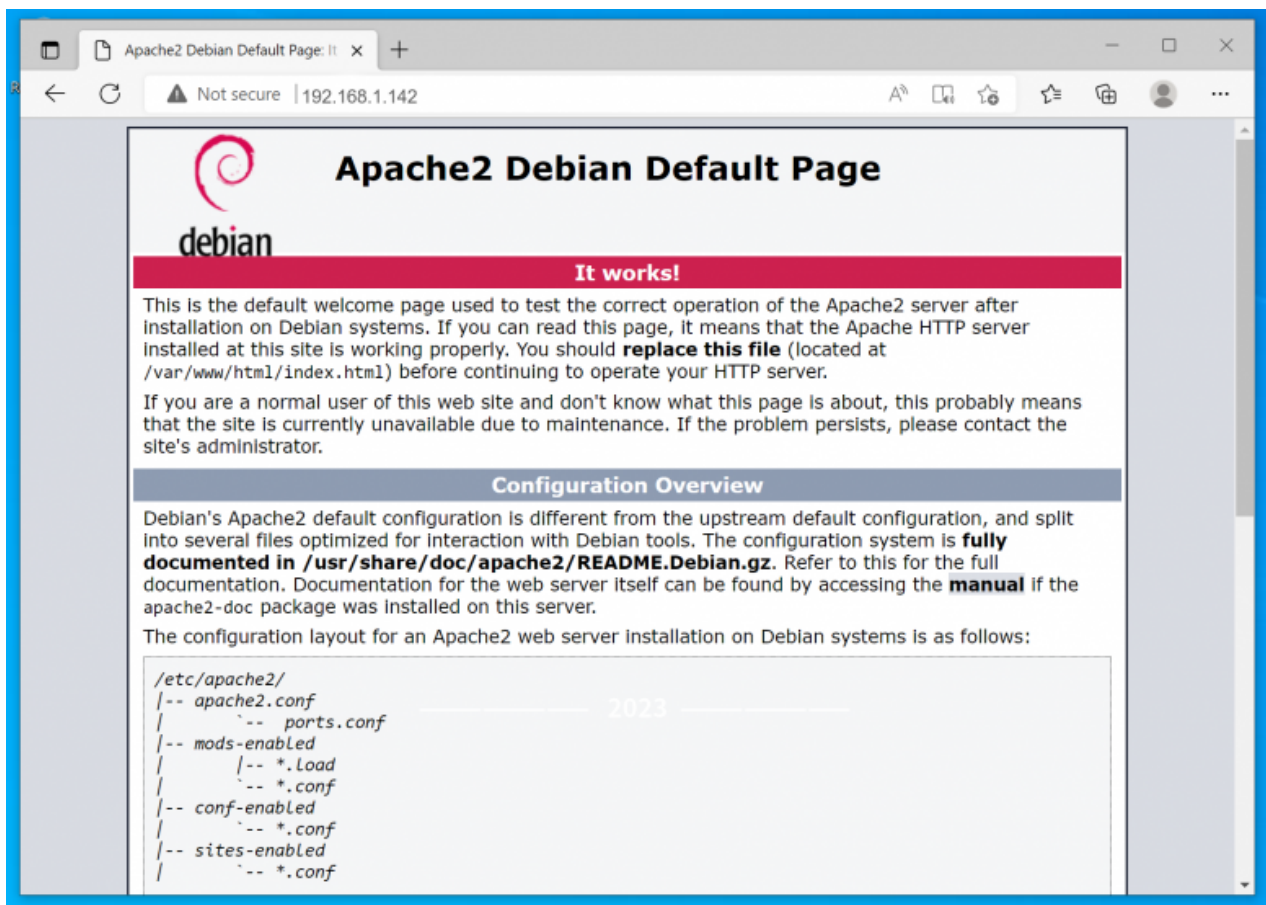 Apache2 Debian Default Page: It
Not secure | 192.168.1.142
debian
Apache2 Debian Default Page
It works!
This is the default welcome page used to test the correct operation of the Apache2 server after
installation on Debian systems. If you can read this page, it means that the Apache HTTP server
installed at this site is working properly. You should replace this file (located at
/var/www/html/index.html) before continuing to operate your HTTP server.
If you are a normal user of this web site and don't know what this page is about, this probably means
that the site is currently unavailable due to maintenance. If the problem persists, please contact the
site's administrator.
Configuration Overview
Debian's Apache2 default configuration is different from the upstream default configuration, and split
into several files optimized for interaction with Debian tools. The configuration system is fully
documented in /usr/share/doc/apache2/README.Debian.gz. Refer to this for the full
documentation. Documentation for the web server itself can be found by accessing the manual if the
apache2-doc package was installed on this server.
The configuration layout for an Apache2 web server installation on Debian systems is as follows:
/etc/apache2/
|-- apache2.conf
|       `--  ports.conf
|-- mods-enabled
|       |-- *.load
|       `-- *.conf
|-- conf-enabled
|       `-- *.conf
|-- sites-enabled
|       `-- *.conf
2023